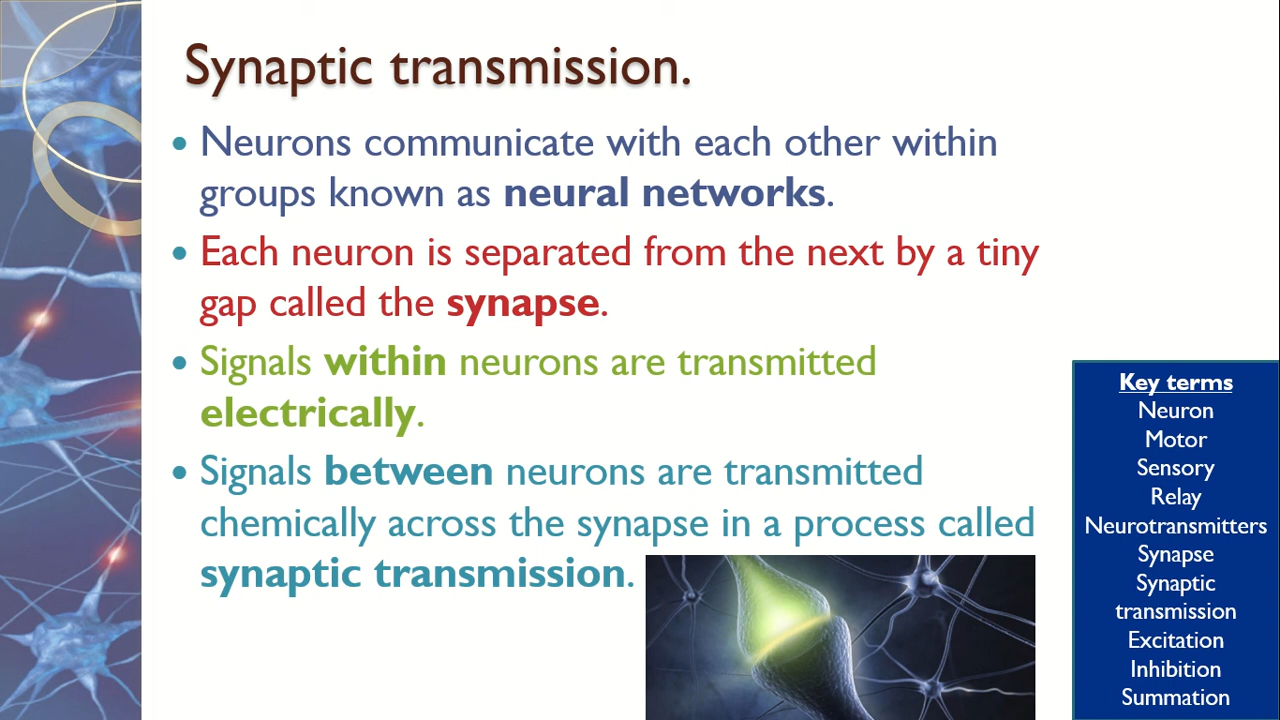 Synaptic transmission.
• Neurons communicate with each other within
groups known as neural networks.
• Each neuron is separated from the next by a tiny
gap called the synapse.
• Signals within neurons are transmitted
electrically.
• Signals between neurons are transmitted
chemically across the synapse in a process called
synaptic transmission.
Key terms
Neuron
Motor
Sensory
Relay
Neurotransmitters
Synapse
Synaptic
transmission
Excitation
Inhibition
Summation